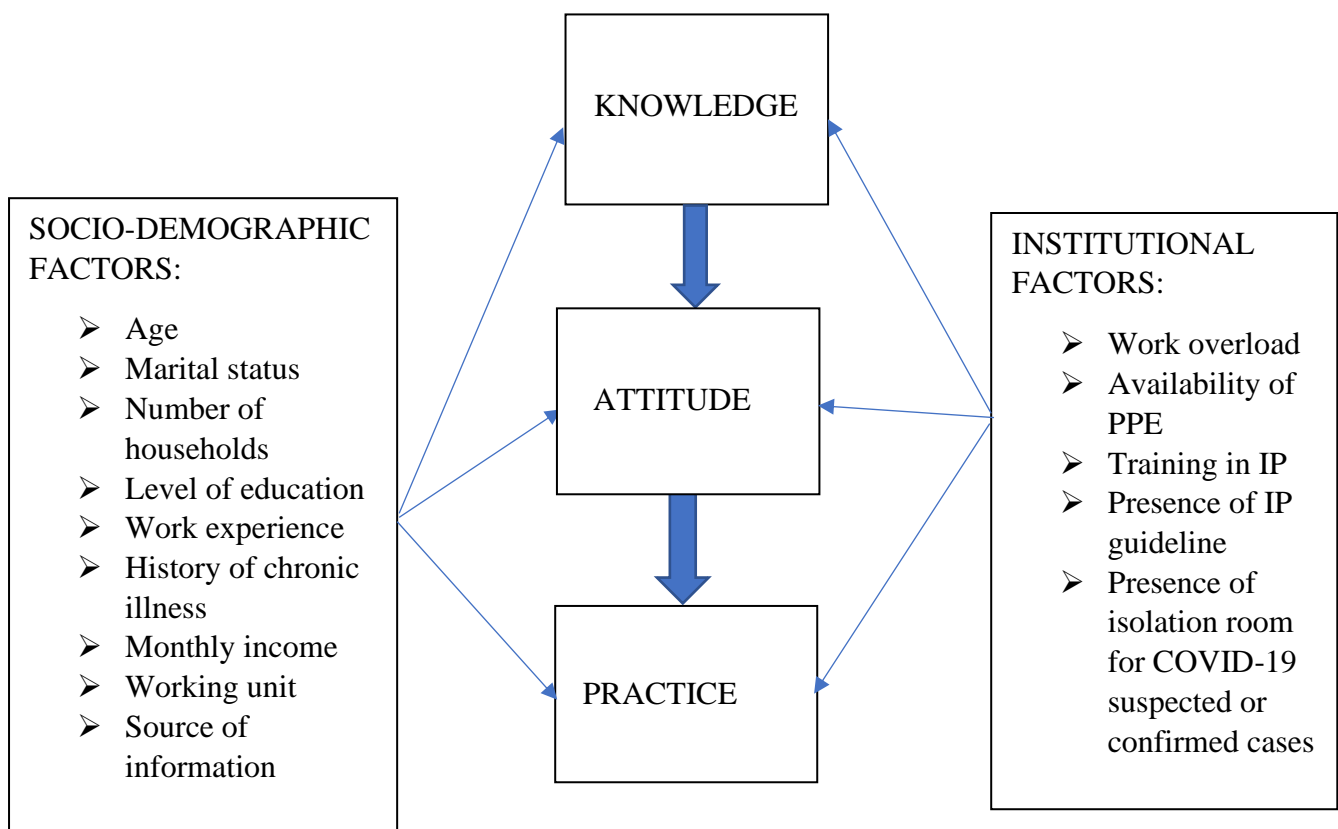 KNOWLEDGE
SOCIO-DEMOGRAPHIC
FACTORS:
➢ Age
➢ Marital status
➢ Number of
households
➢ Level of education
➢ Work experience
➢ History of chronic
illness
➢ Monthly income
➢ Working unit
➢ Source of
information
ATTITUDE
PRACTICE
INSTITUTIONAL
FACTORS:
➢ Work overload
➢ Availability of
PPE
➢ Training in IP
➢ Presence of IP
guideline
➢ Presence of
isolation room
for COVID-19
suspected or
confirmed cases